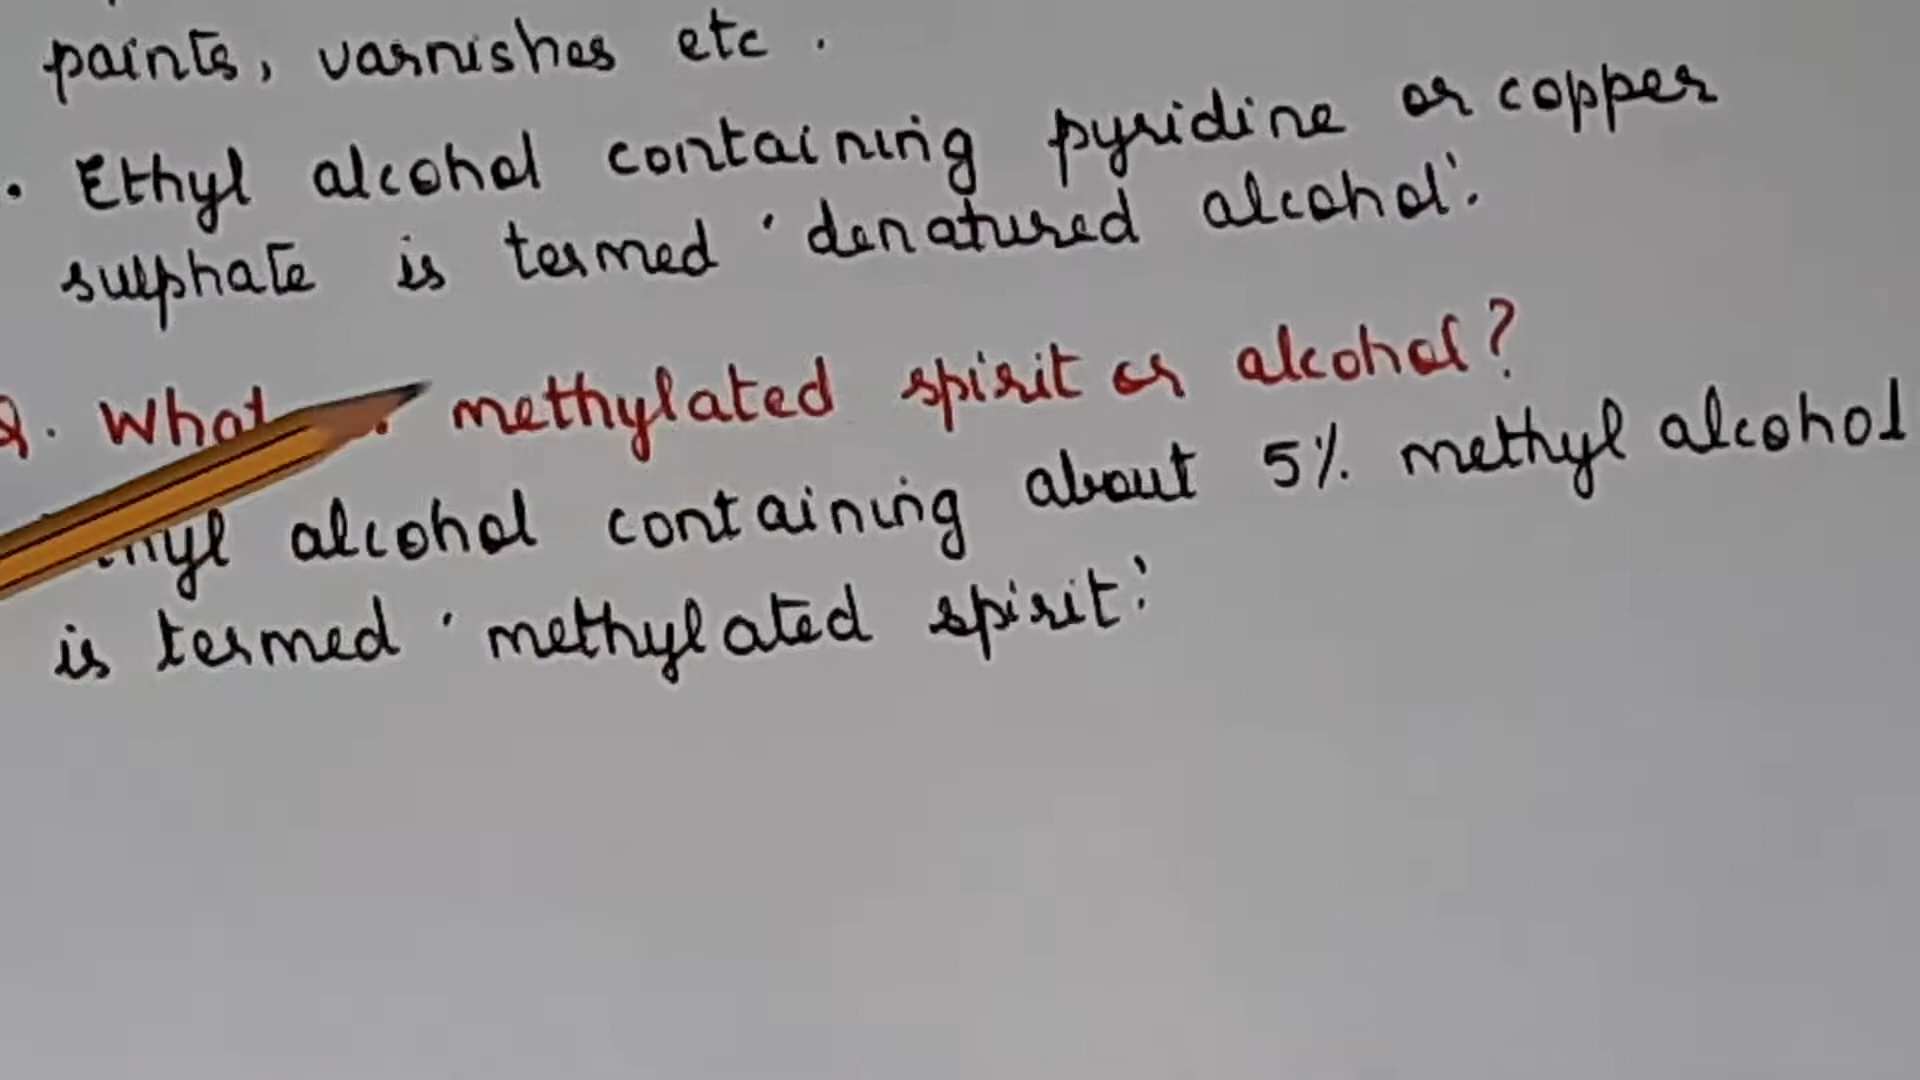 paints, varnishes etc.
. Ethyl alcohol containing pyridine or copper
sulphate is termed 'denatured alcohol'.
Q. What methylated spirit or alcohol?
alcohol containing about 5% methyl alcohol
is termed 'methylated spirit'.